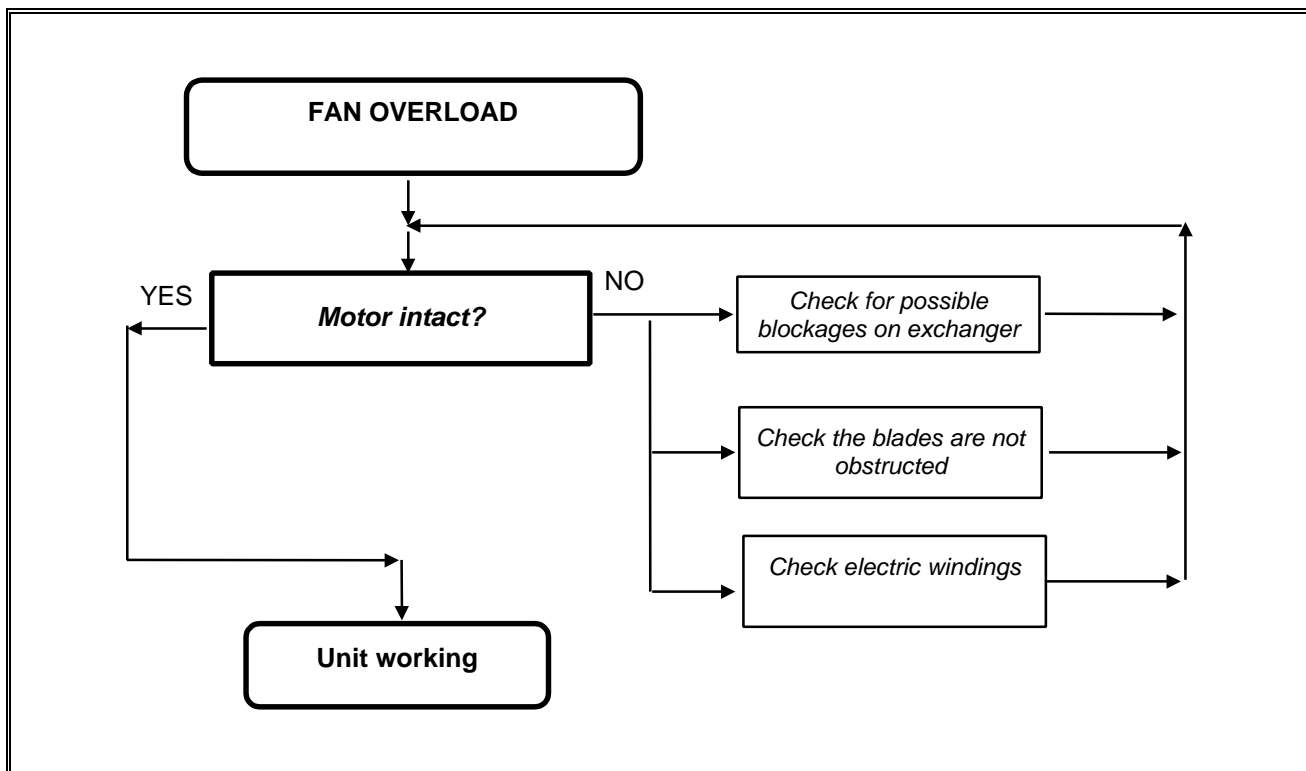 FAN OVERLOAD
YES
Motor intact?
NO
Check for possible
blockages on exchanger
Check the blades are not
obstructed
Check electric windings
Unit working